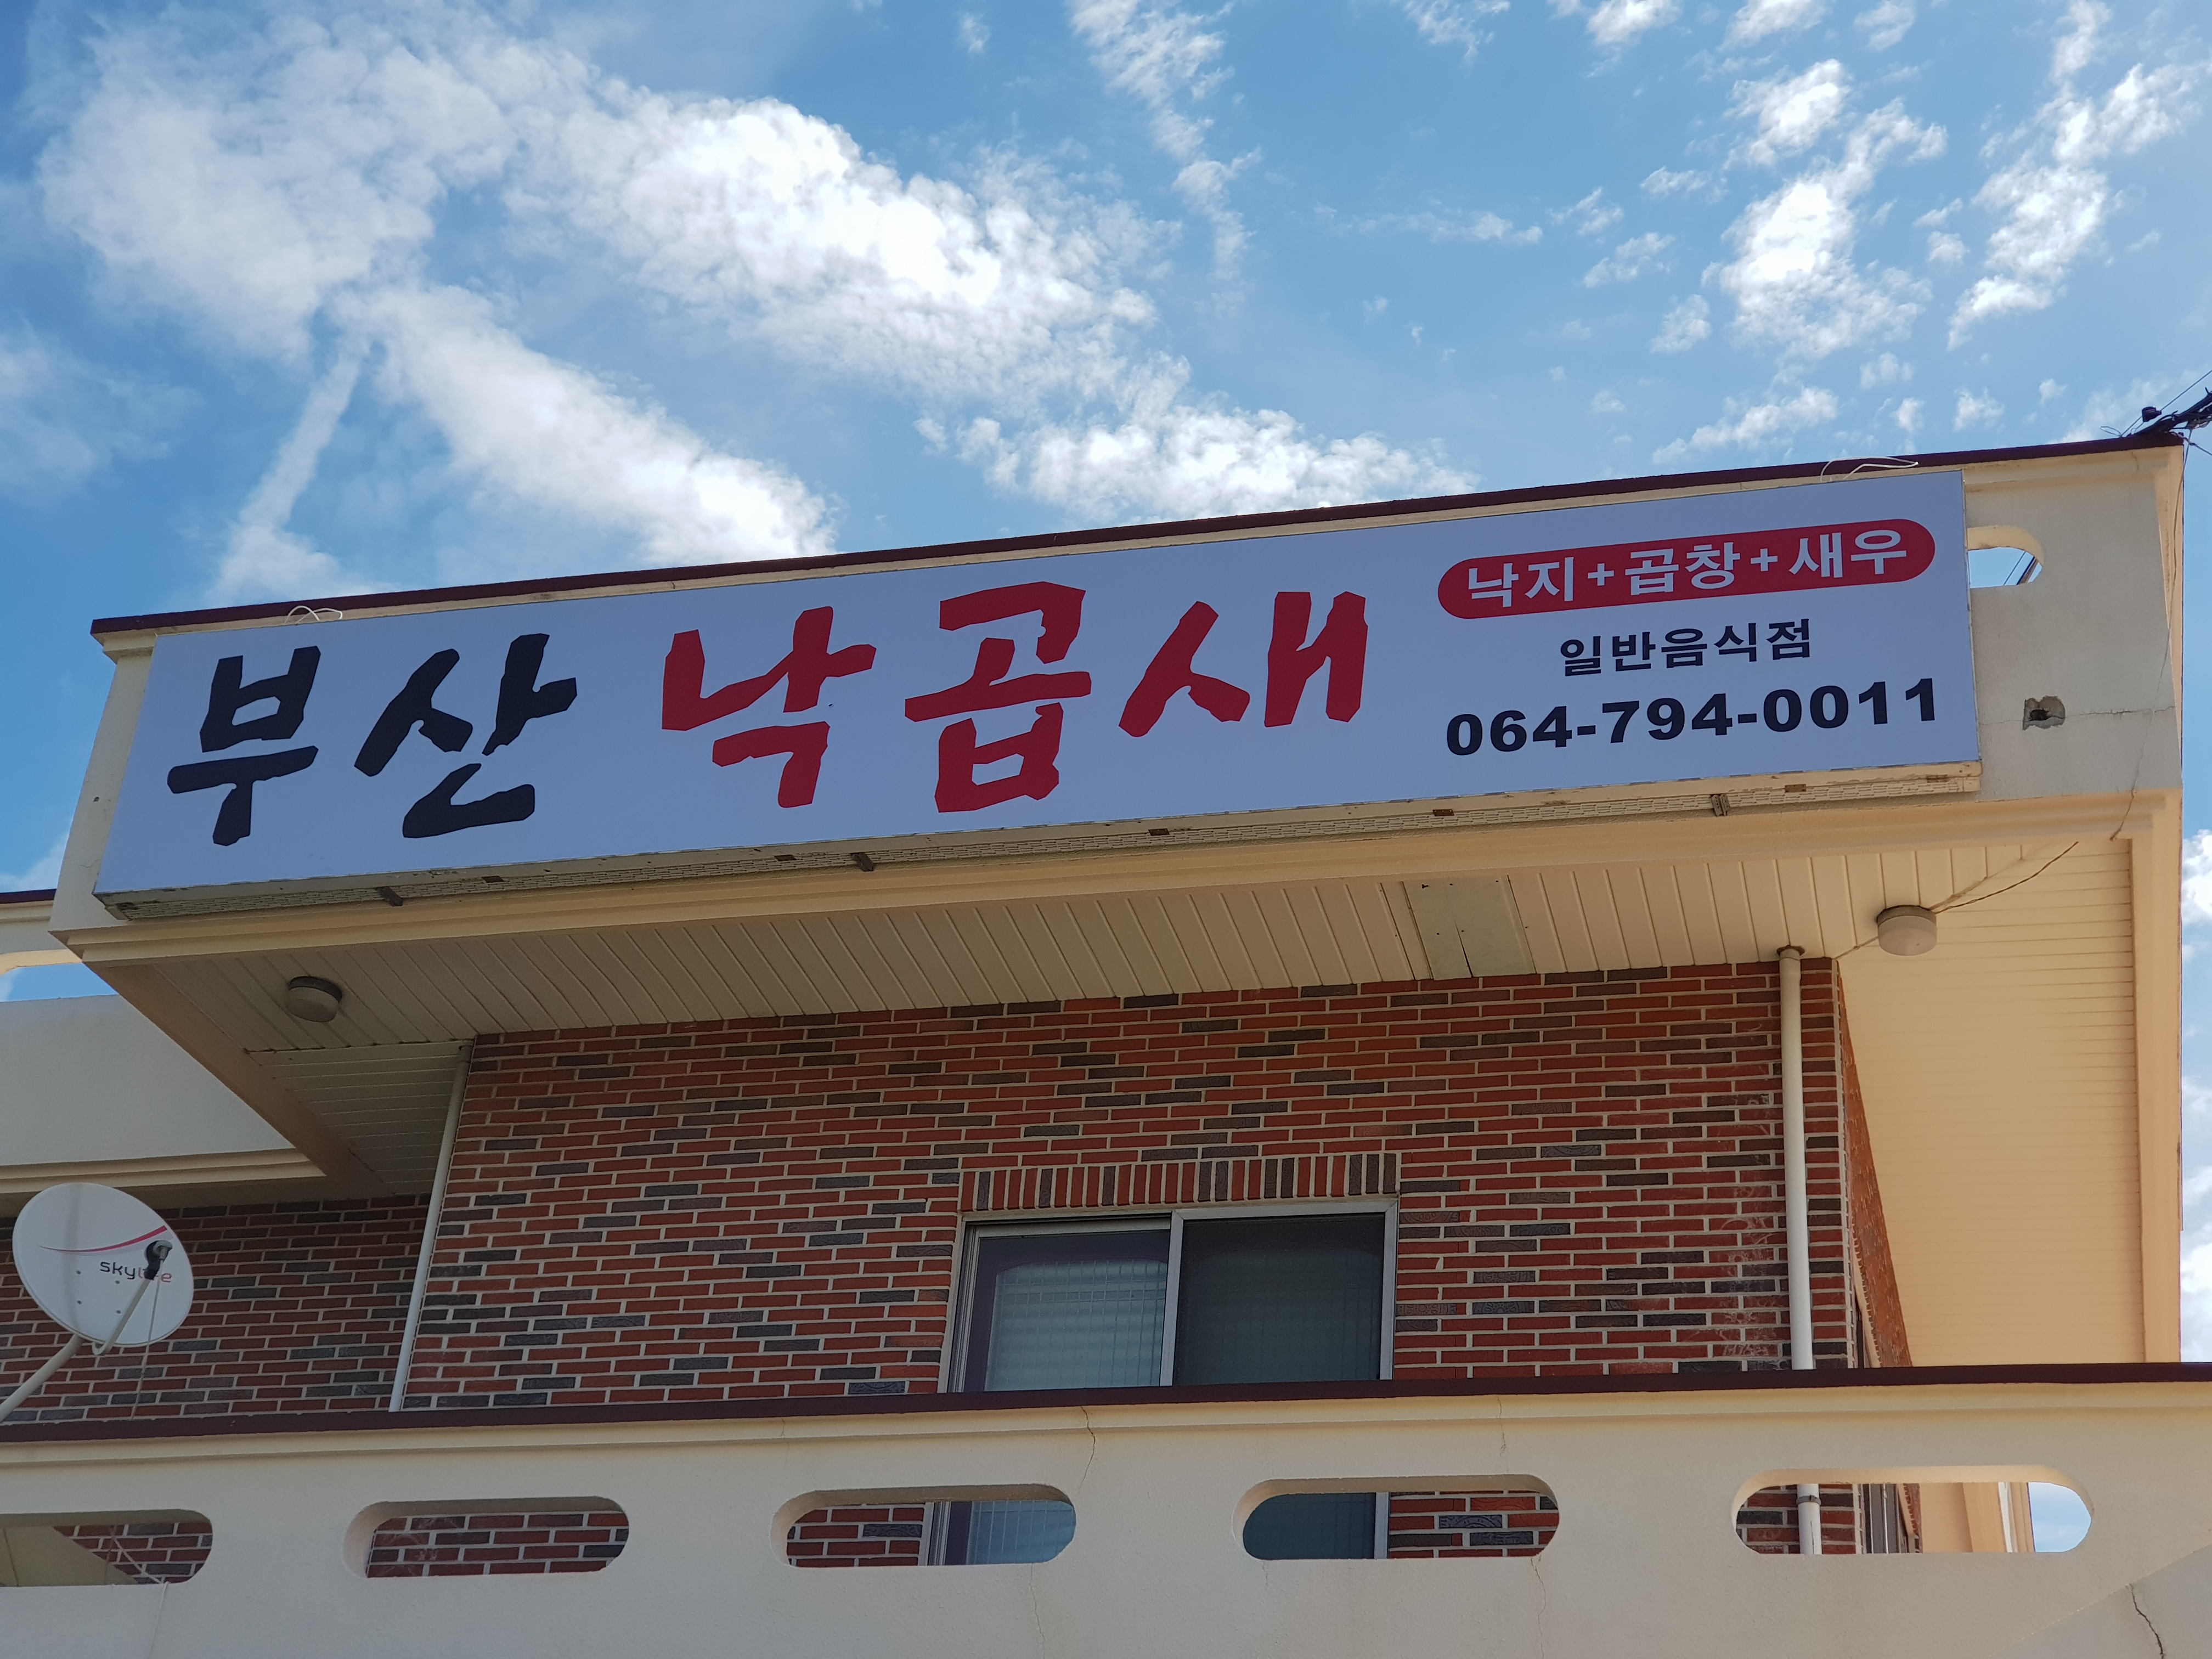 부산 낙곱새
낙지+곱창+새우
일반음식점
064-794-0011
skylife